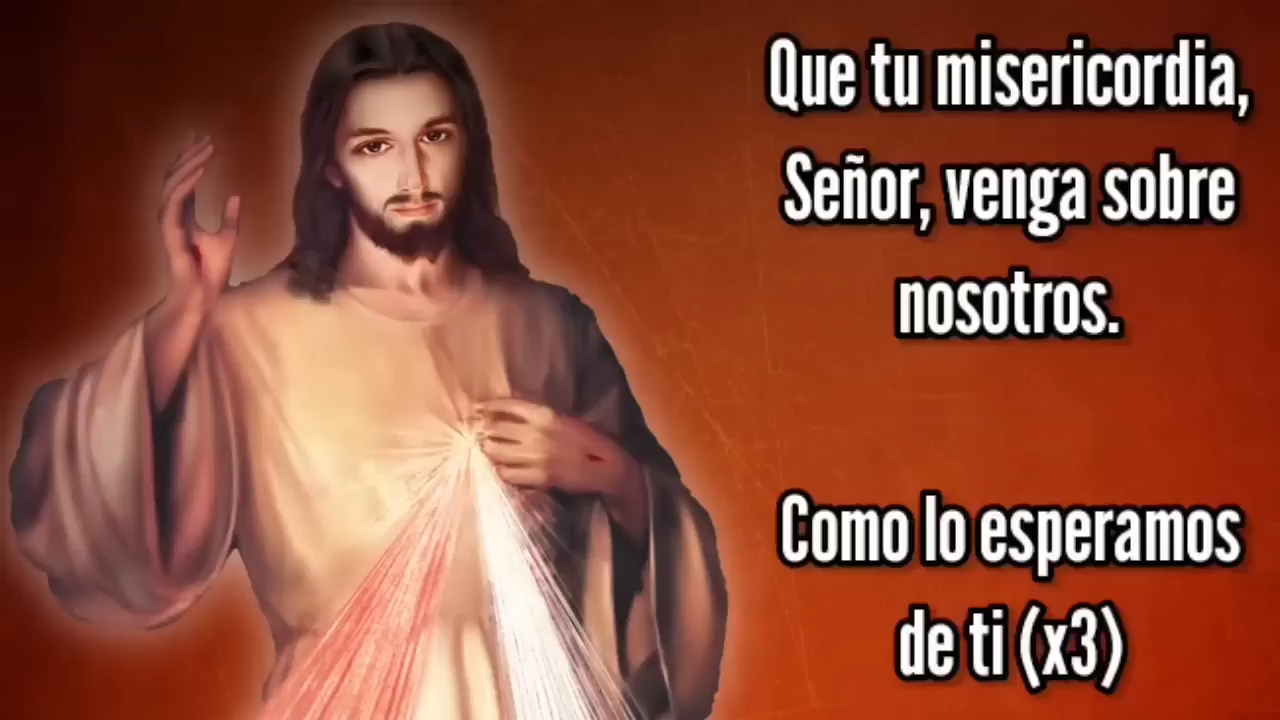 Que tu misericordia,
Señor, venga sobre
nosotros.
Como lo esperamos
de ti (x3)